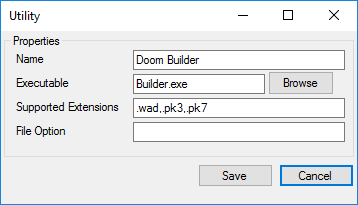 Utility
Properties
Name Doom Builder
Executable Builder.exe Browse
Supported Extensions .wad,.pk3,.pk7
File Option
Save Cancel